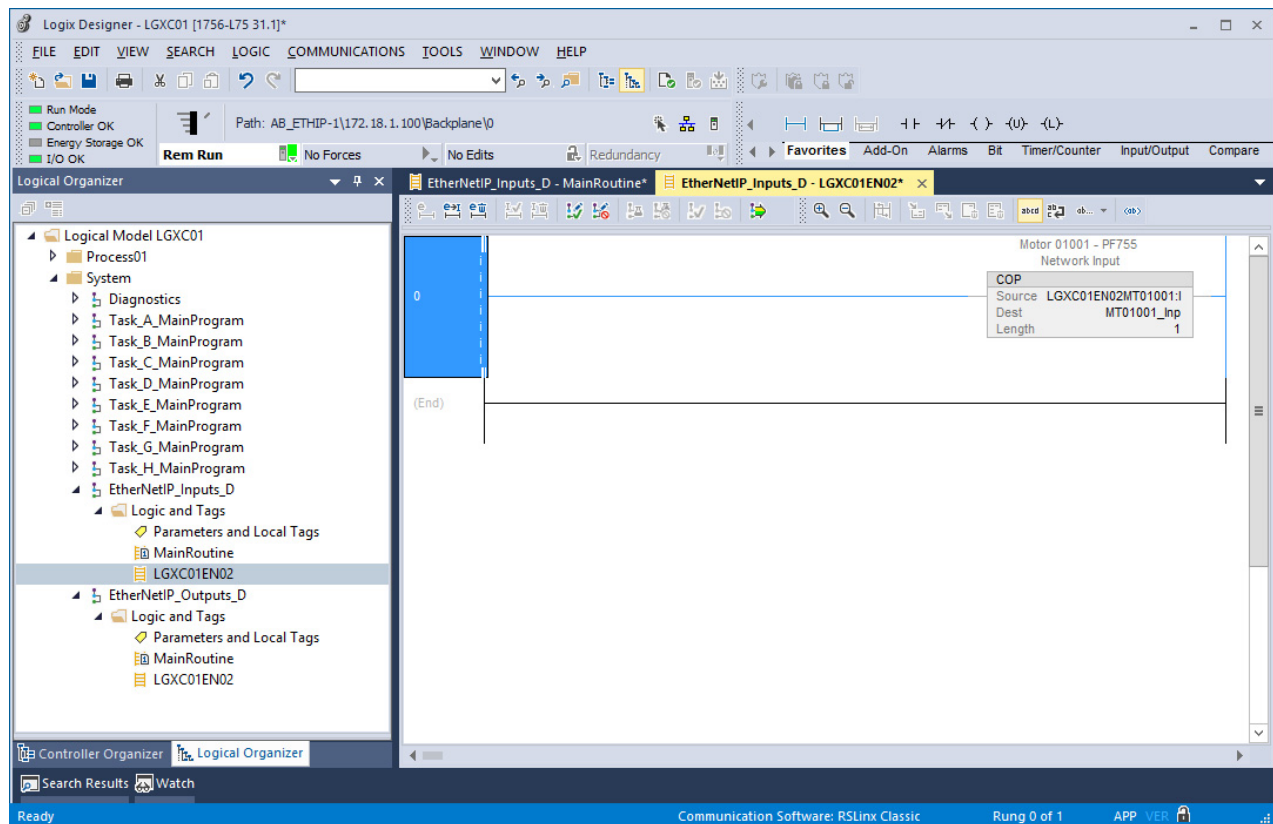 Logix Designer - LGXC01 [1756-L75 31.1]*
FILE EDIT VIEW SEARCH LOGIC COMMUNICATIONS TOOLS WINDOW HELP
Run Mode
Controller OK
Energy Storage OK
I/O OK
Path: AB_ETHIP-1\172.18.1.100\Backplane\0
Rem Run No Forces No Edits Redundancy
Favorites Add-On Alarms Bit Timer/Counter Input/Output Compare
Logical Organizer
EtherNetIP_Inputs_D - MainRoutine* EtherNetIP_Inputs_D - LGXC01EN02*
Logical Model LGXC01
Process01
System
Diagnostics
Task_A_MainProgram
Task_B_MainProgram
Task_C_MainProgram
Task_D_MainProgram
Task_E_MainProgram
Task_F_MainProgram
Task_G_MainProgram
Task_H_MainProgram
EtherNetIP_Inputs_D
Logic and Tags
Parameters and Local Tags
MainRoutine
LGXC01EN02
EtherNetIP_Outputs_D
Logic and Tags
Parameters and Local Tags
MainRoutine
LGXC01EN02
Motor 01001 - PF755
Network Input
COP
Source LGXC01EN02MT01001:I
Dest MT01001_Inp
Length 1
0
(End)
Controller Organizer Logical Organizer
Search Results Watch
Ready Communication Software: RSLinx Classic Rung 0 of 1 APP VER